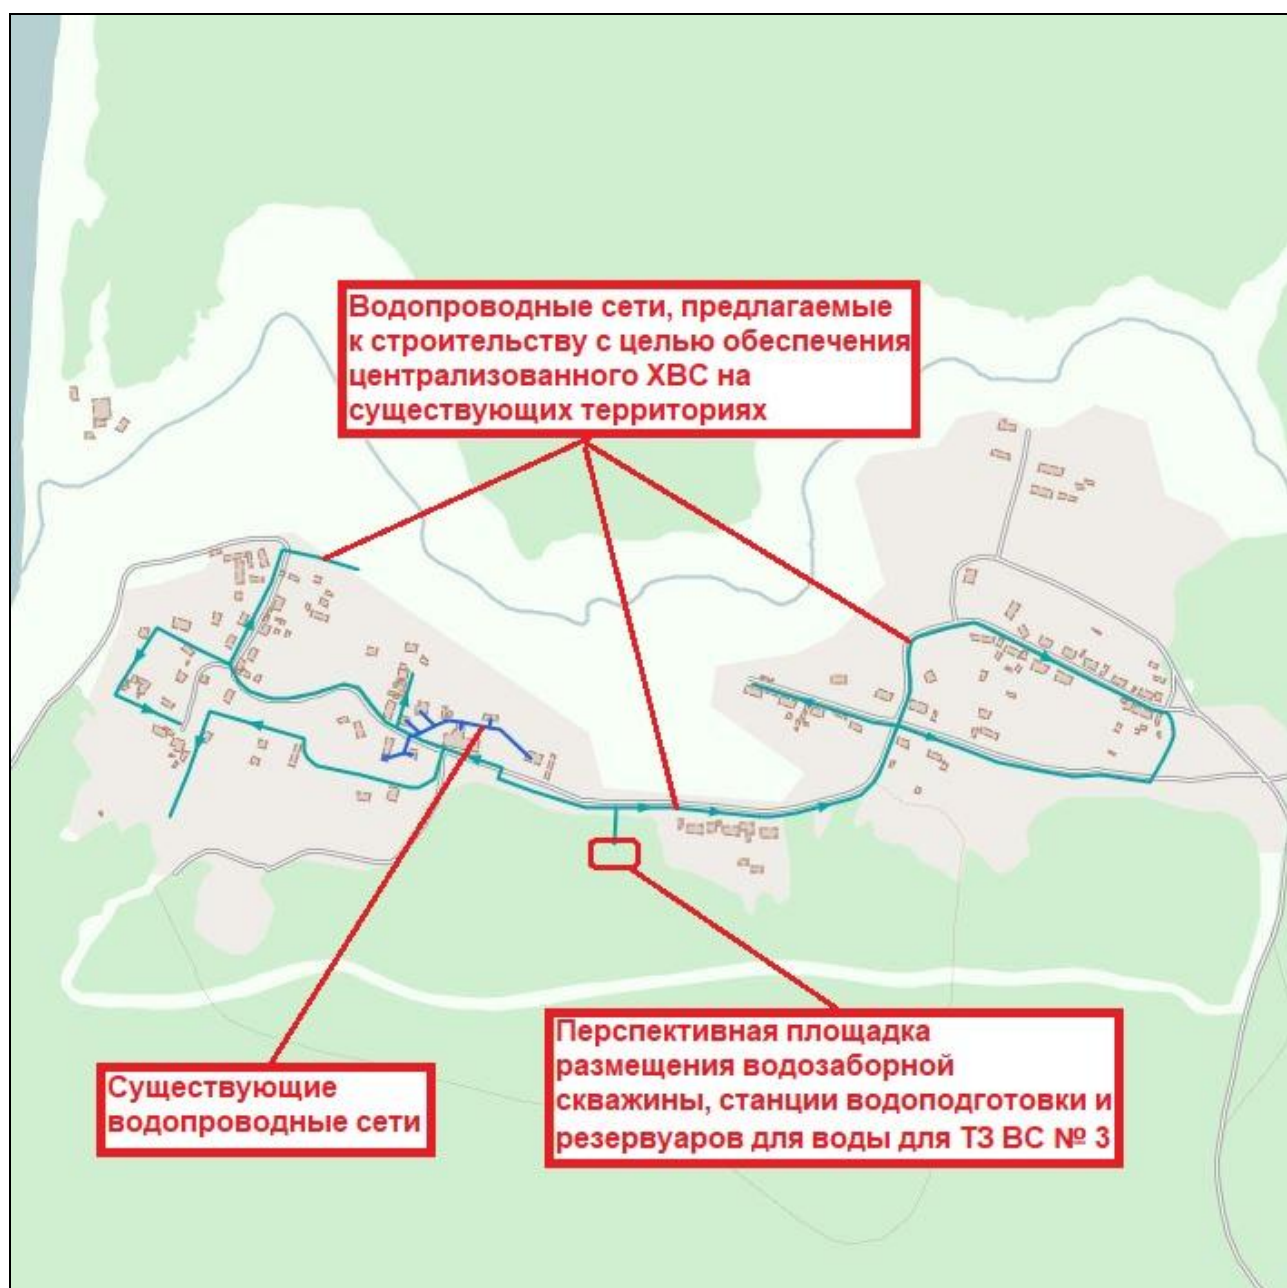 Водопроводные сети, предлагаемые
к строительству с целью обеспечения
централизованного ХВС на
существующих территориях
Существующие
водопроводные сети
Перспективная площадка
размещения водозаборной
скважины, станции водоподготовки и
резервуаров для воды для ТЗ ВС № 3